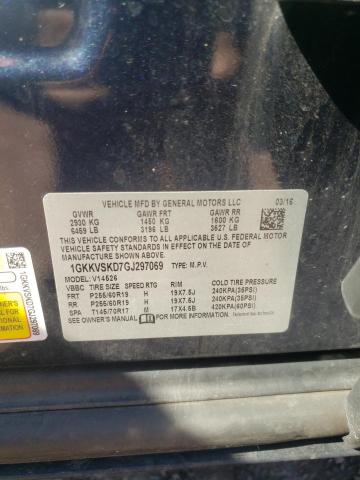 VEHICLE MFD BY GENERAL MOTORS LLC 03/16
GVWR GAWR FRT GAWR RR
2930 KG 1450 KG 1600 KG
6459 LB 3196 LB 3527 LB
THIS VEHICLE CONFORMS TO ALL APPLICABLE U.S. FEDERAL MOTOR
VEHICLE SAFETY STANDARDS IN EFFECT ON THE DATE OF
MANUFACTURE SHOWN ABOVE.
1GKKVSKD7GJ297069 TYPE: M.P.V.
MODEL: V14526
VBBC TIRE SIZE SPEED RTG RIM COLD TIRE PRESSURE
FRT P255/60R19 H 19X7.5J 240KPA(35PSI)
RR P255/60R19 H 19X7.5J 240KPA(35PSI)
SPA T145/70R17 M 17X4.5B 420KPA(60PSI)
SEE OWNER'S MANUAL FOR MORE INFORMATION.
1GKKVSKD7GJ297069